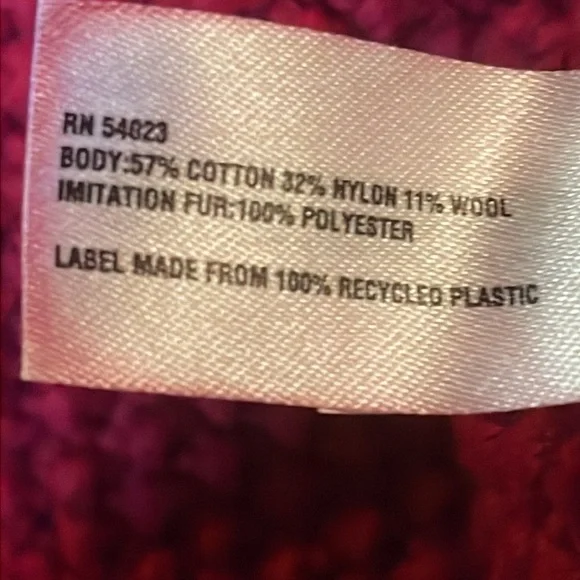 RN 54023
BODY:57% COTTON 32% NYLON 11% WOOL
IMITATION FUR:100% POLYESTER
LABEL MADE FROM 100% RECYCLED PLASTIC